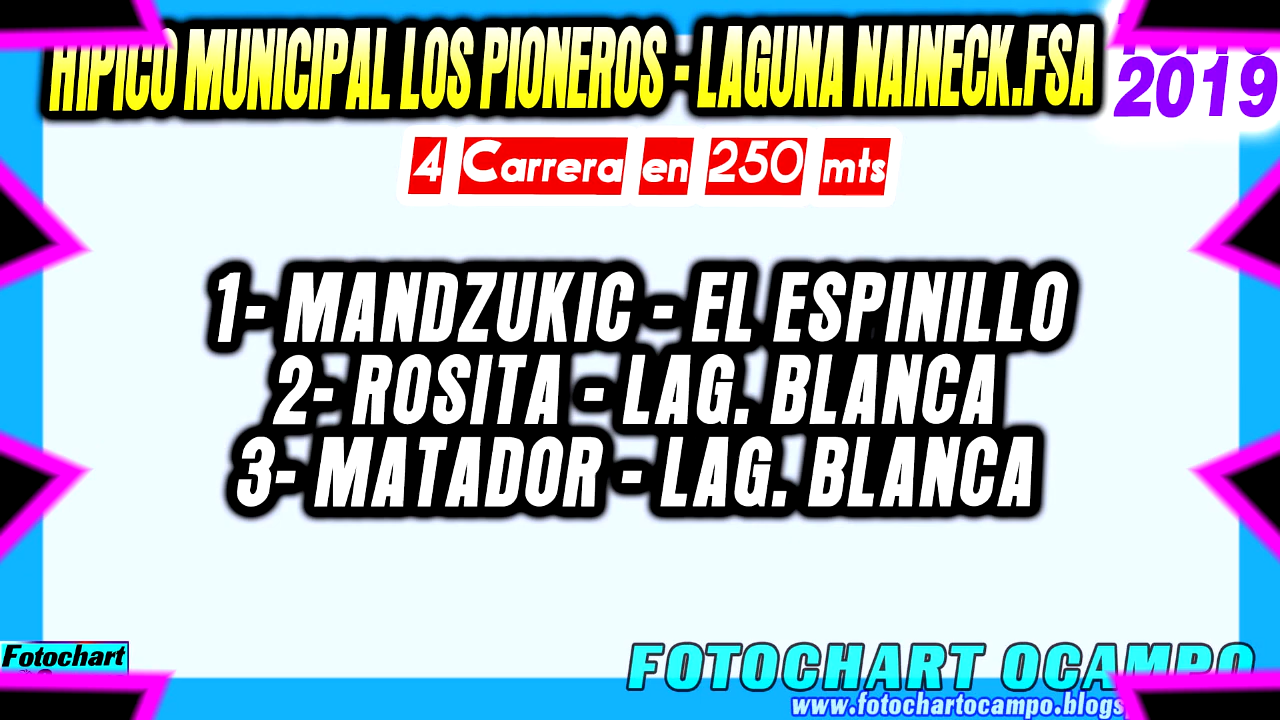 HIPICO MUNICIPAL LOS PIONEROS - LAGUNA NAINECK.FSA
2019
4 Carrera en 250 mts
1- MANDZUKIC - EL ESPINILLO
2- ROSITA - LAG. BLANCA
3- MATADOR - LAG. BLANCA
Fotochart
FOTOCHART OCAMPO
www.fotochartocampo.blogs